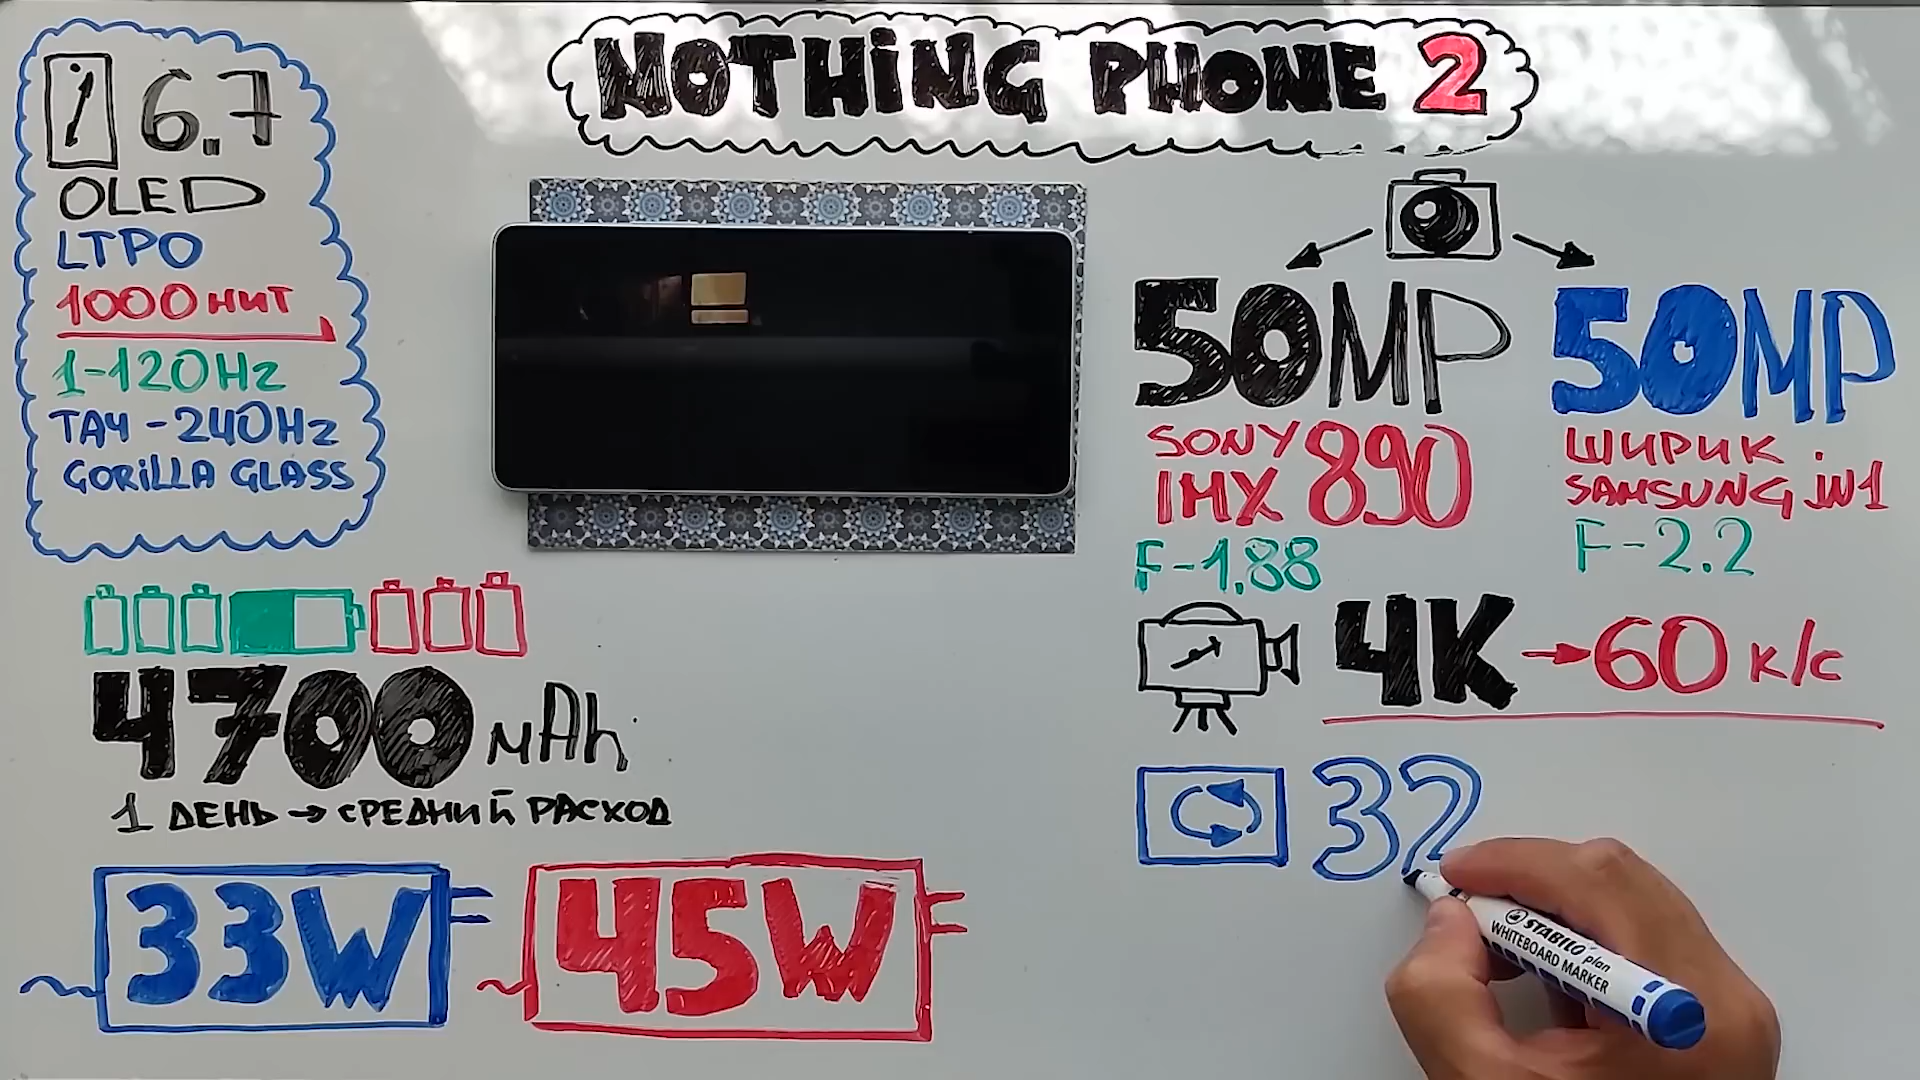 NOTHING PHONE 2
6.7
OLED
LTPO
1000 нит
1-120Hz
ТАЧ - 240Hz
GORILLA GLASS
4700 мАh
1 ДЕНЬ → СРЕДНИЙ РАСХОД
33W
45W
50MP
SONY
IMX 890
F-1.88
50MP
ШИРИК
SAMSUNG JN1
F-2.2
4K → 60 к/с
32
STABILO plan
WHITEBOARD MARKER